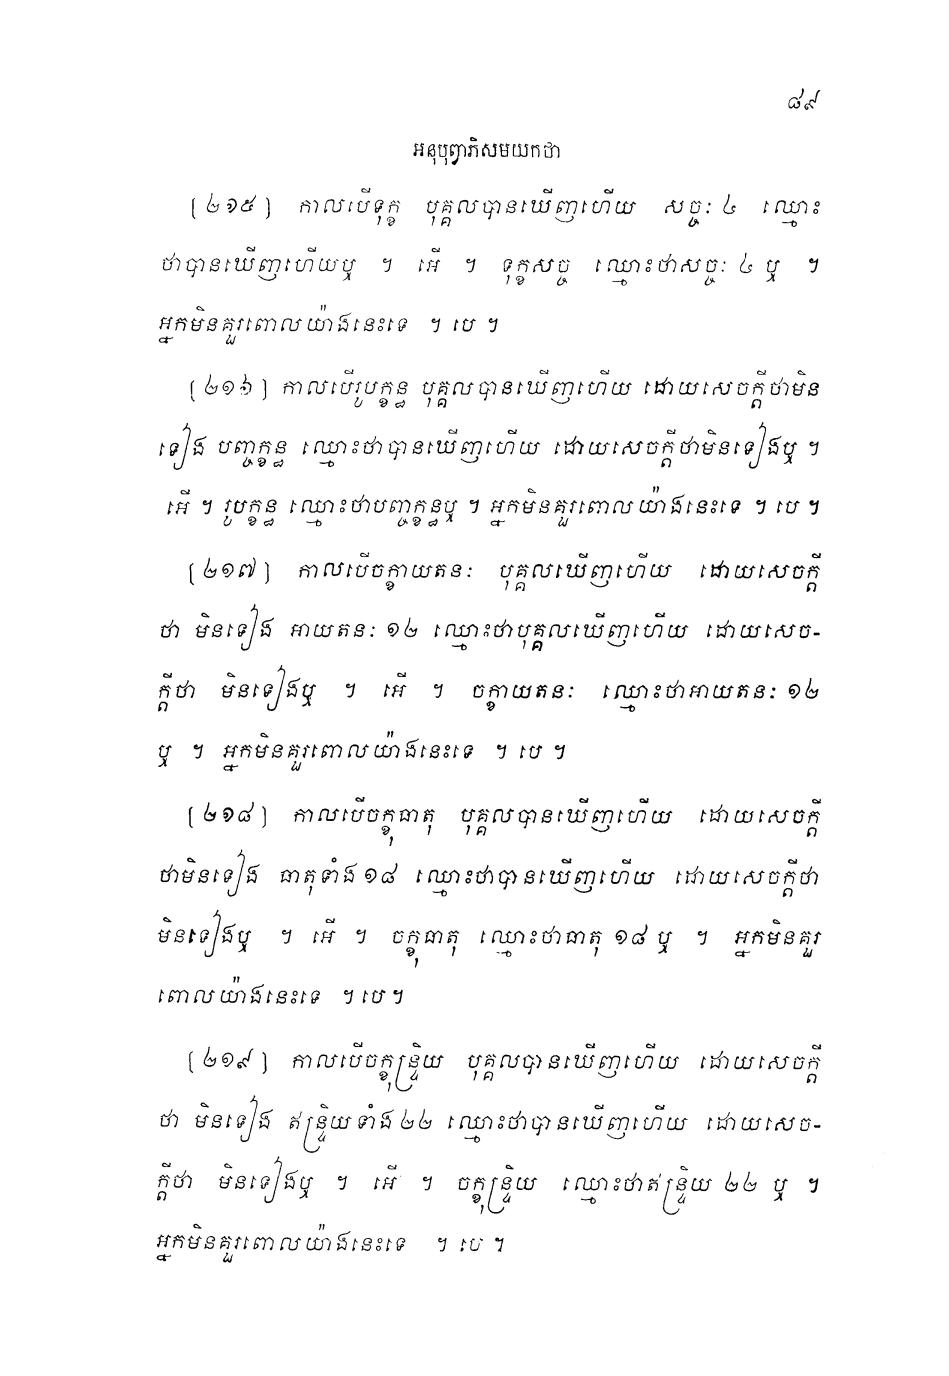 ៨៩
អនុបុព្វាភិសមយកថា
[២១៥] កាលបើទុក្ខ បុគ្គលបានឃើញហើយ សច្ចៈ ៤ ឈ្មោះ
ថាបានឃើញហើយឬ ។ អើ ។ ទុក្ខសច្ច ឈ្មោះថាសច្ចៈ ៤ ឬ ។
អ្នកមិនគួរពោលយ៉ាងនេះទេ ។ បេ ។
[២១៦] កាលបើរូបក្ខន្ធ បុគ្គលបានឃើញហើយ ដោយសេចក្តីថាមិន
ទៀង បញ្ចក្ខន្ធ ឈ្មោះថាបានឃើញហើយ ដោយសេចក្តីថាមិនទៀងឬ ។
អើ ។ រូបក្ខន្ធ ឈ្មោះថាបញ្ចក្ខន្ធឬ ។ អ្នកមិនគួរពោលយ៉ាងនេះទេ ។ បេ ។
[២១៧] កាលបើចក្ខាយតនៈ បុគ្គលឃើញហើយ ដោយសេចក្តី
ថា មិនទៀង អាយតនៈ ១២ ឈ្មោះថាបុគ្គលឃើញហើយ ដោយសេច-
ក្តីថា មិនទៀងឬ ។ អើ ។ ចក្ខាយតនៈ ឈ្មោះថាអាយតនៈ ១២
ឬ ។ អ្នកមិនគួរពោលយ៉ាងនេះទេ ។ បេ ។
[២១៨] កាលបើចក្ខុធាតុ បុគ្គលបានឃើញហើយ ដោយសេចក្តី
ថាមិនទៀង ធាតុទាំង ១៨ ឈ្មោះថាបានឃើញហើយ ដោយសេចក្តីថា
មិនទៀងឬ ។ អើ ។ ចក្ខុធាតុ ឈ្មោះថាធាតុ ១៨ ឬ ។ អ្នកមិនគួរ
ពោលយ៉ាងនេះទេ ។ បេ ។
[២១៩] កាលបើចក្ខុន្ទ្រិយ បុគ្គលបានឃើញហើយ ដោយសេចក្តី
ថា មិនទៀង ឥន្ទ្រិយទាំង ២២ ឈ្មោះថាបានឃើញហើយ ដោយសេច-
ក្តីថា មិនទៀងឬ ។ អើ ។ ចក្ខុន្ទ្រិយ ឈ្មោះថាឥន្ទ្រិយ ២២ ឬ ។
អ្នកមិនគួរពោលយ៉ាងនេះទេ ។ បេ ។